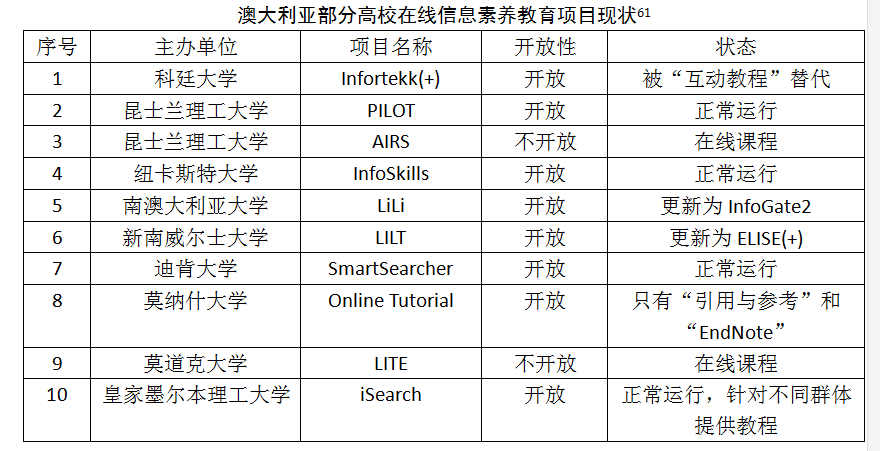 澳大利亚部分高校在线信息素养教育项目现状61
序号 主办单位 项目名称 开放性 状态
1 科廷大学 Infortekk(+) 开放 被“互动教程”替代
2 昆士兰理工大学 PILOT 开放 正常运行
3 昆士兰理工大学 AIRS 不开放 在线课程
4 纽卡斯特大学 InfoSkills 开放 正常运行
5 南澳大利亚大学 LiLi 开放 更新为 InfoGate2
6 新南威尔士大学 LILT 开放 更新为 ELISE(+)
7 迪肯大学 SmartSearcher 开放 正常运行
8 莫纳什大学 Online Tutorial 开放 只有“引用与参考”和
“EndNote”
9 莫道克大学 LITE 不开放 在线课程
10 皇家墨尔本理工大学 iSearch 开放 正常运行，针对不同群体
提供教程